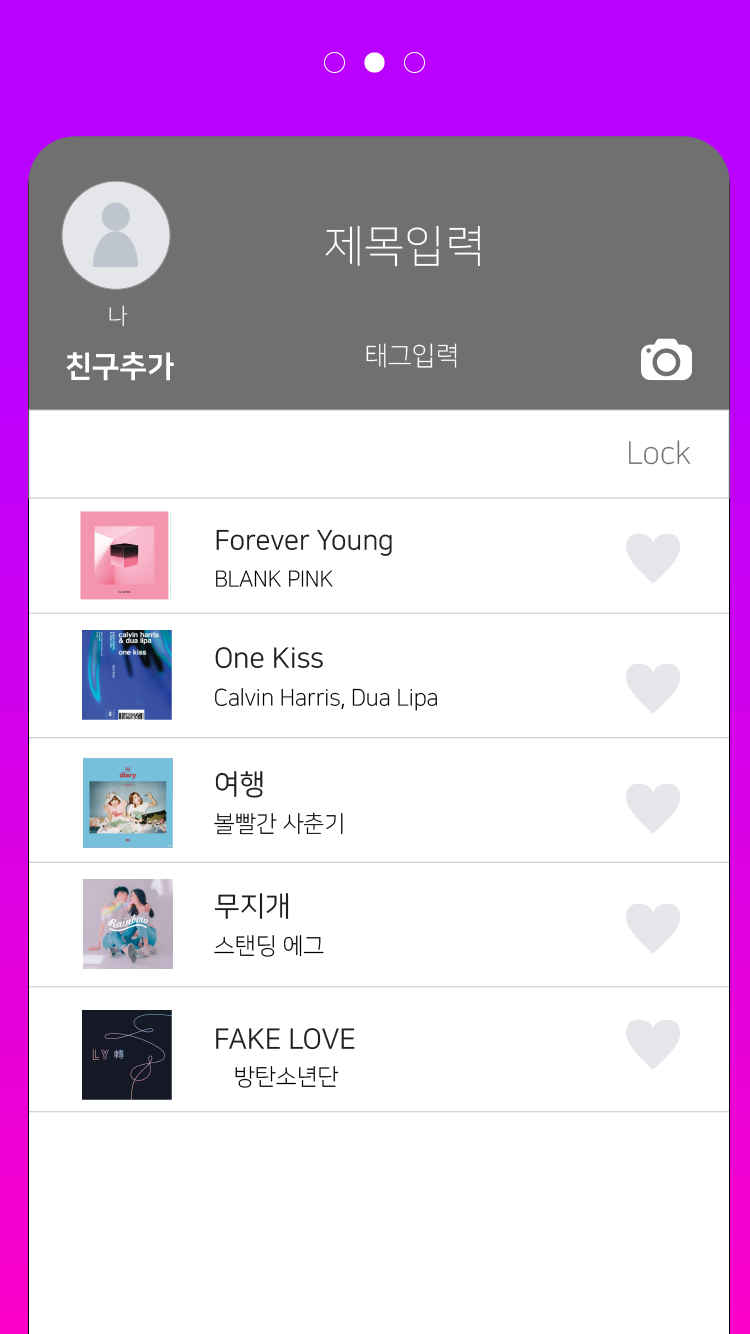 제목입력
나
친구추가
태그입력
Lock
Forever Young
BLANK PINK
calvin harris
& dua lipa
one kiss
One Kiss
Calvin Harris, Dua Lipa
diary
여행
볼빨간 사춘기
Rainbow
무지개
스탠딩 에그
LY 轉
FAKE LOVE
방탄소년단